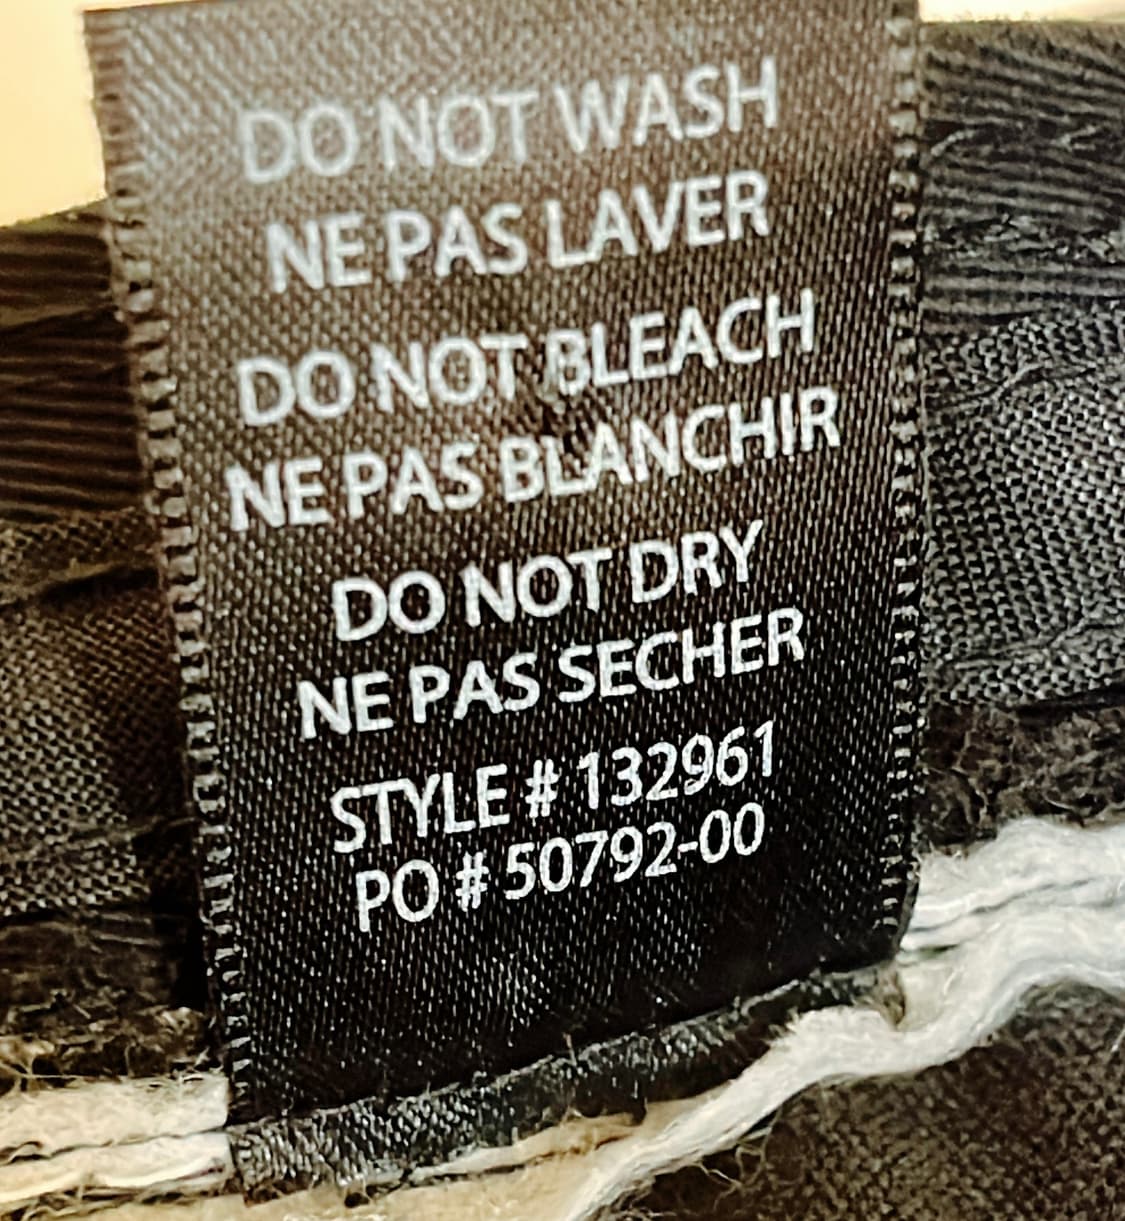 DO NOT WASH
NE PAS LAVER
DO NOT BLEACH
NE PAS BLANCHIR
DO NOT DRY
NE PAS SECHER
STYLE # 132961
PO # 50792-00